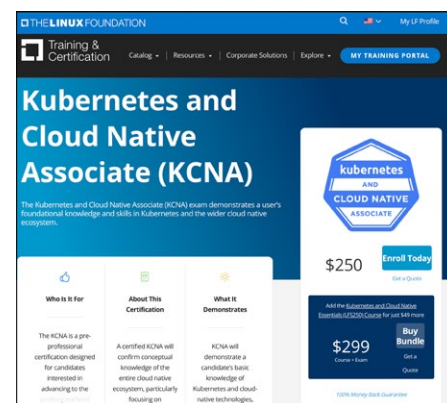 THE LINUX FOUNDATION
My LF Profile
Training &
Certification
Catalog
Resources
Corporate Solutions
Explore
MY TRAINING PORTAL
Kubernetes and
Cloud Native
Associate (KCNA)
The Kubernetes and Cloud Native Associate (KCNA) exam demonstrates a user's
foundational knowledge and skills in Kubernetes and the wider cloud native
ecosystem.
kubernetes
AND
CLOUD NATIVE
ASSOCIATE
$250
Enroll Today
Get a Quote
Add the Kubernetes and Cloud Native
Essentials (LFS250) Course for just $49 more
$299
Course + Exam
Buy
Bundle
Get a
Quote
100% Money Back Guarantee
Who Is It For
The KCNA is a pre-
professional
certification designed
for candidates
interested in
advancing to the
About This
Certification
A certified KCNA will
confirm conceptual
knowledge of the
entire cloud native
ecosystem, particularly
focusing on
What It
Demonstrates
KCNA will
demonstrate a
candidate's basic
knowledge of
Kubernetes and cloud-
native technologies,